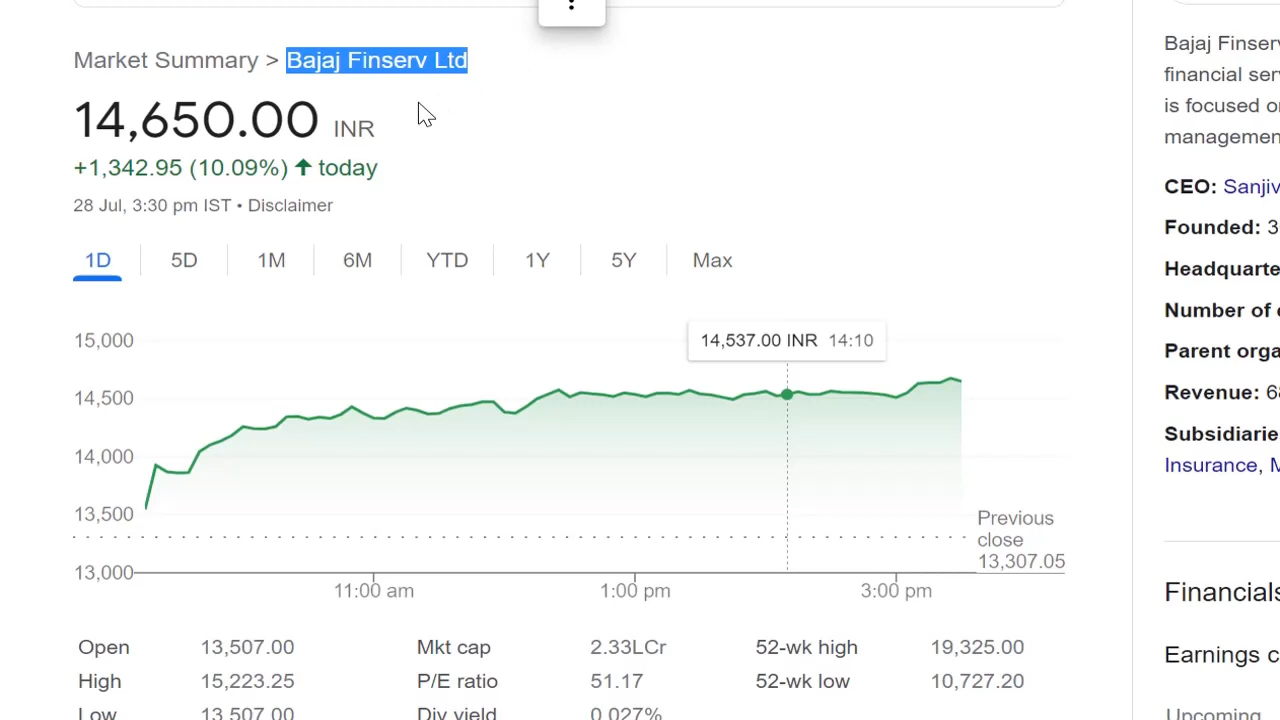 Market Summary > Bajaj Finserv Ltd
14,650.00 INR
+1,342.95 (10.09%) ↑ today
28 Jul, 3:30 pm IST • Disclaimer
1D 5D 1M 6M YTD 1Y 5Y Max
14,537.00 INR 14:10
15,000
14,500
14,000
13,500
13,000
Previous
close
13,307.05
11:00 am 1:00 pm 3:00 pm
Open 13,507.00 Mkt cap 2.33LCr 52-wk high 19,325.00
High 15,223.25 P/E ratio 51.17 52-wk low 10,727.20
Low 13,507.00 Div yield 0.027%
Bajaj Finserv
financial ser
is focused o
managemen
CEO: Sanjiv
Founded: 3
Headquarte
Number of
Parent orga
Revenue: 68
Subsidiarie
Insurance, M
Financials
Earnings c
Upcoming